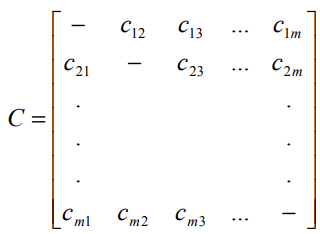 − c12 c13 ... c1m
c21 − c23 ... c2m
. .
C = . .
. .
cm1 cm2 cm3 ... −